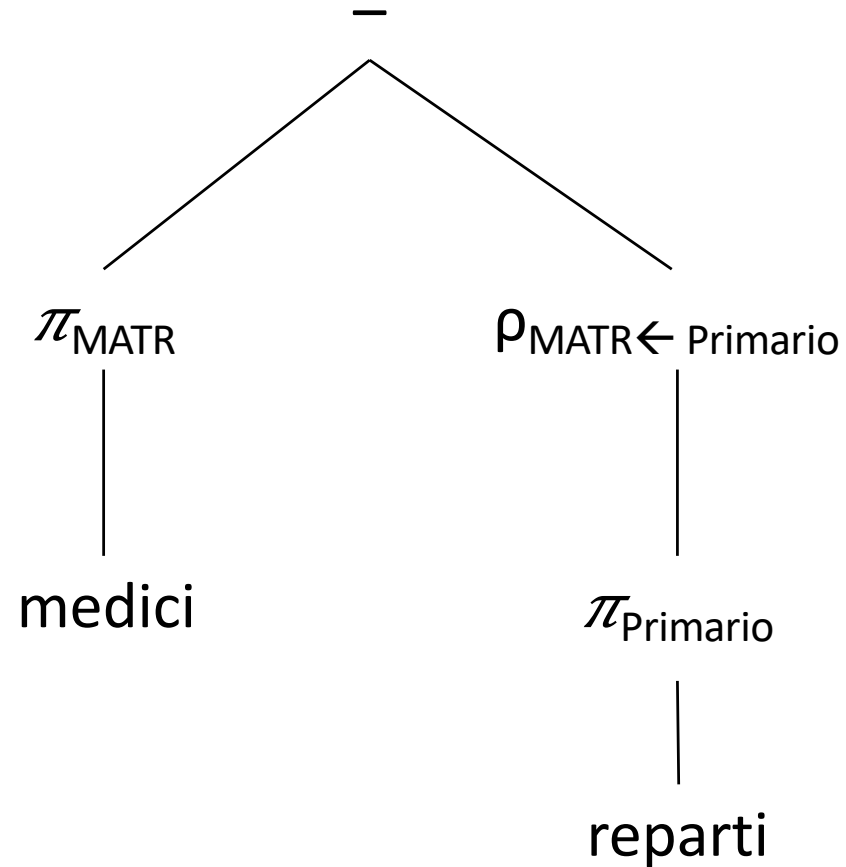 −
πMATR ρMATR← Primario
medici
πPrimario
reparti